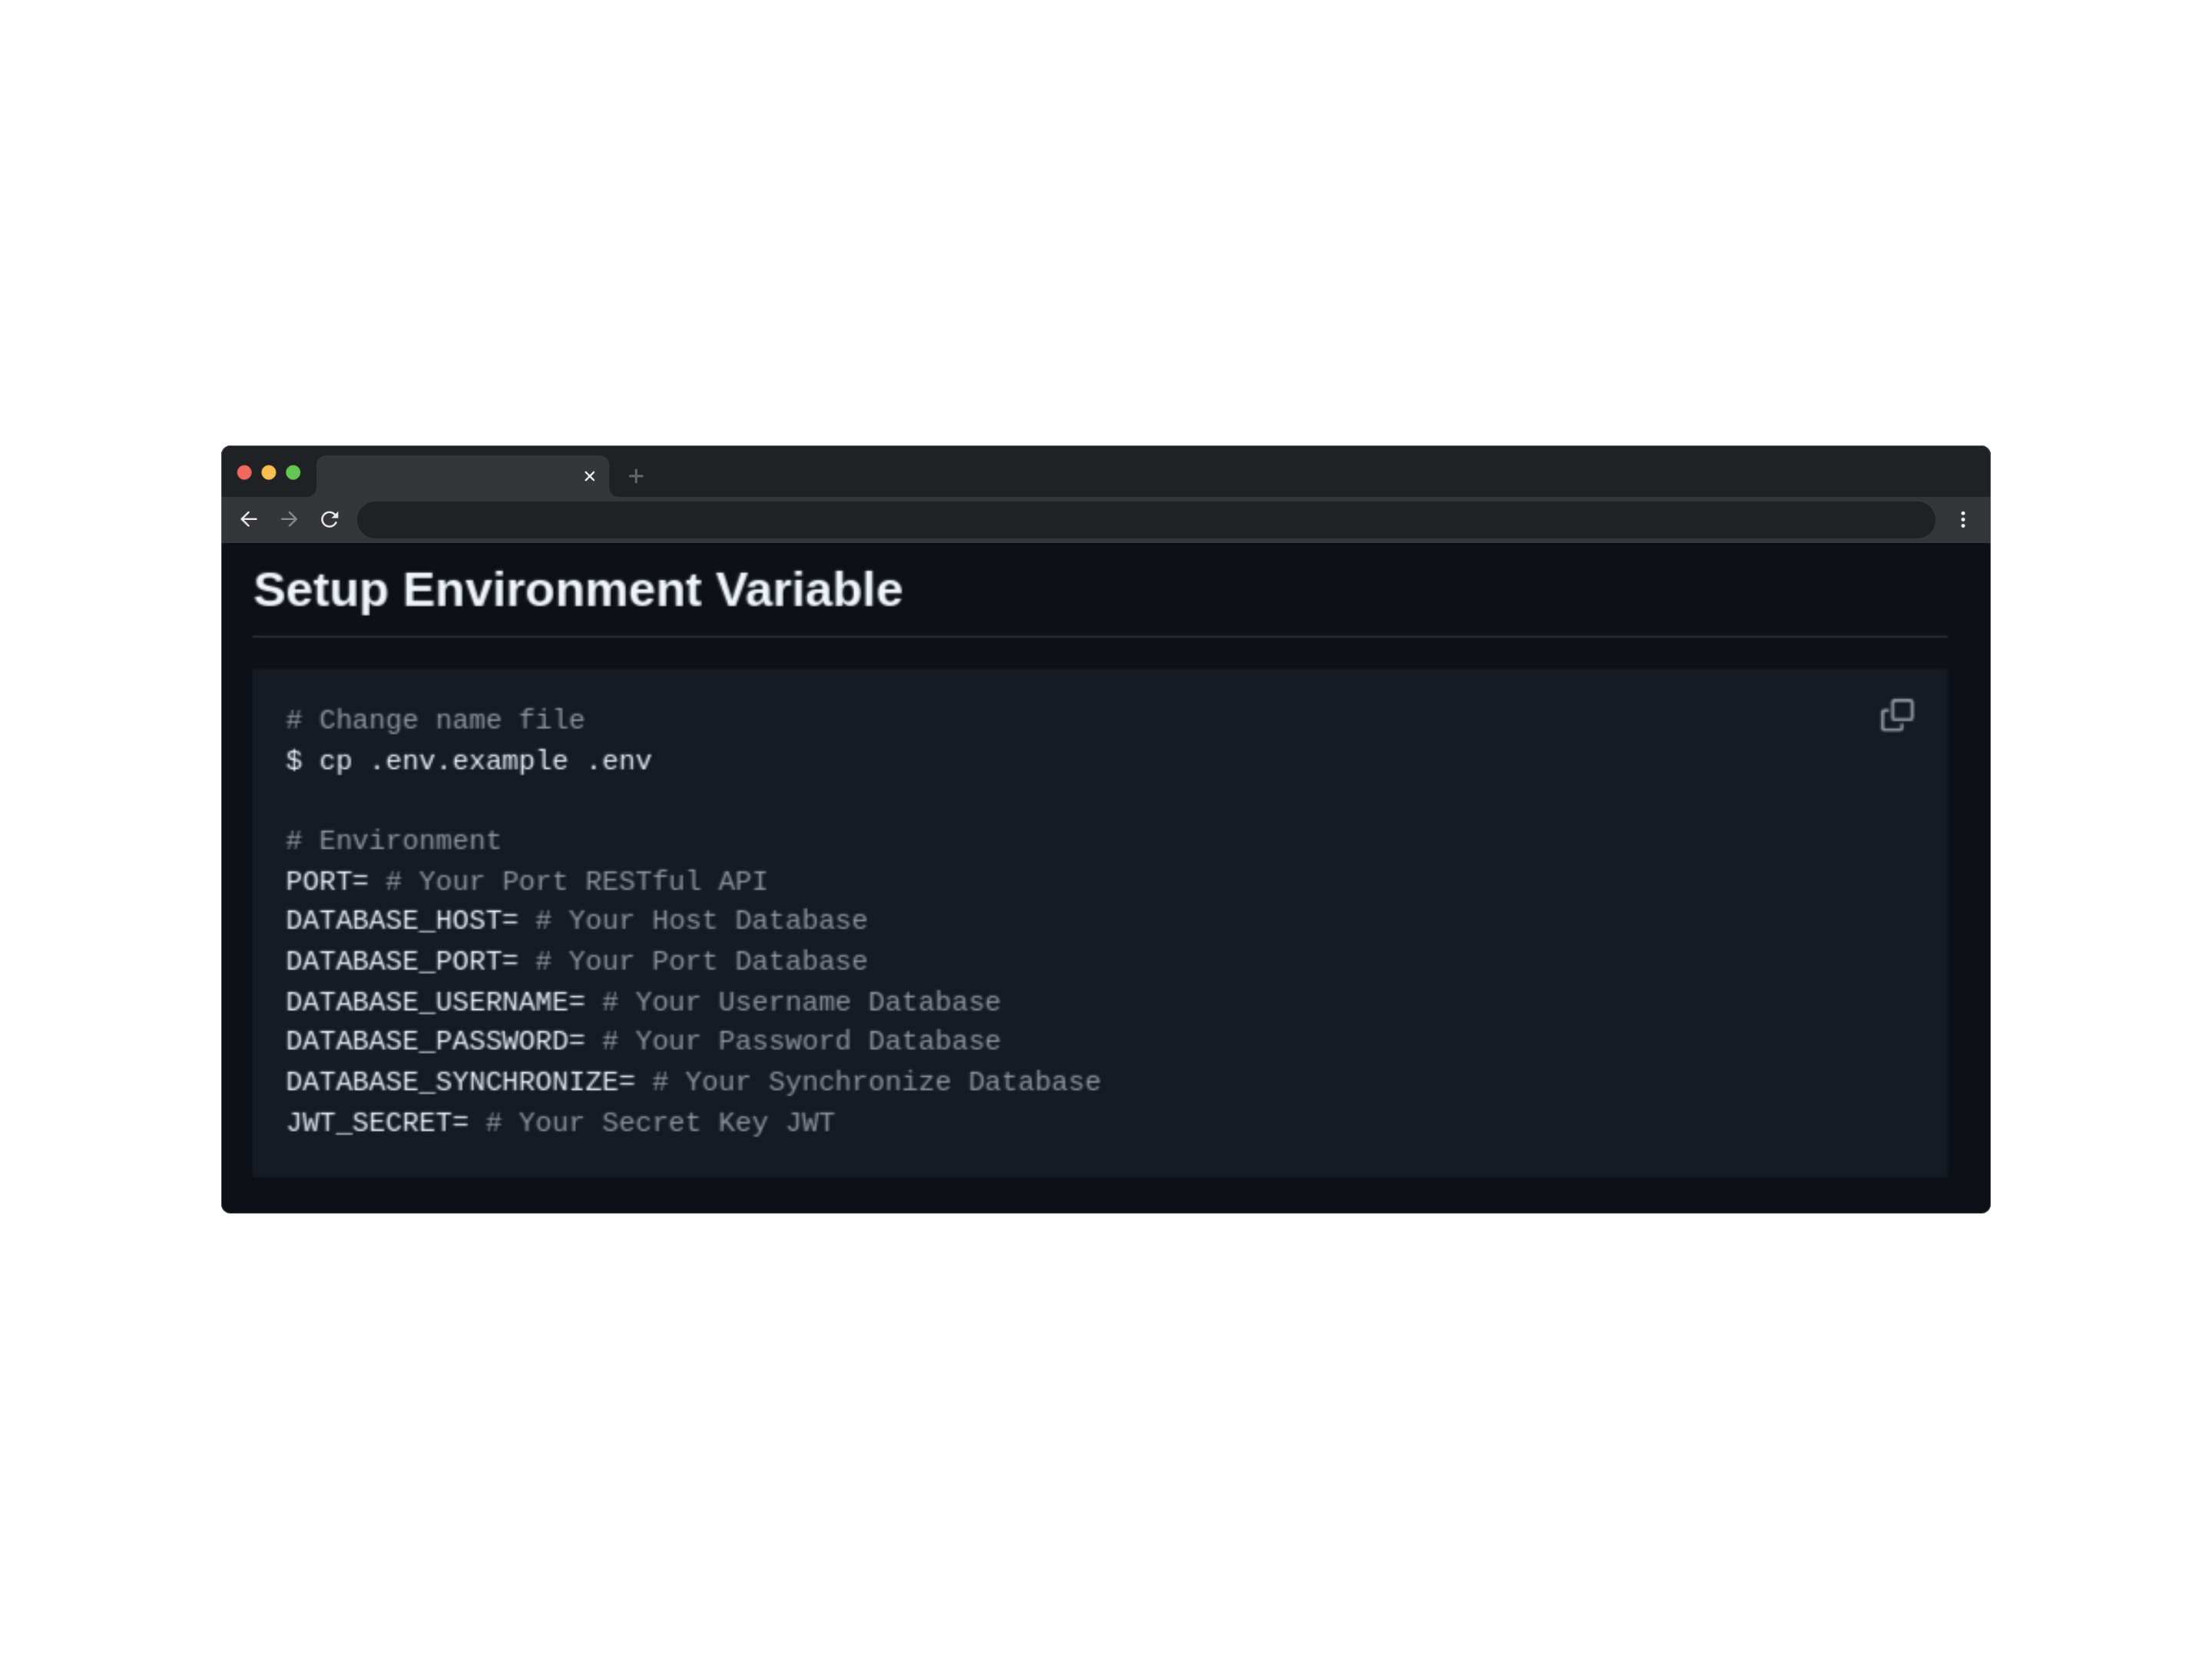 Setup Environment Variable
# Change name file
$ cp .env.example .env
# Environment
PORT= # Your Port RESTful API
DATABASE_HOST= # Your Host Database
DATABASE_PORT= # Your Port Database
DATABASE_USERNAME= # Your Username Database
DATABASE_PASSWORD= # Your Password Database
DATABASE_SYNCHRONIZE= # Your Synchronize Database
JWT_SECRET= # Your Secret Key JWT